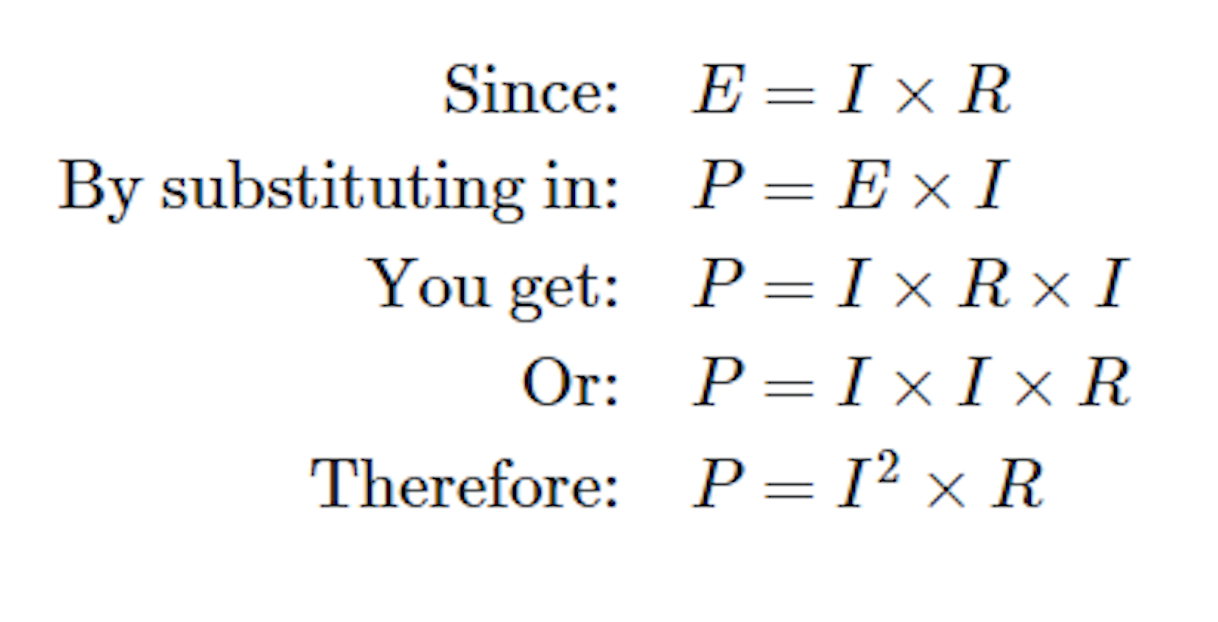 Since: E = I × R
By substituting in: P = E × I
You get: P = I × R × I
Or: P = I × I × R
Therefore: P = I² × R